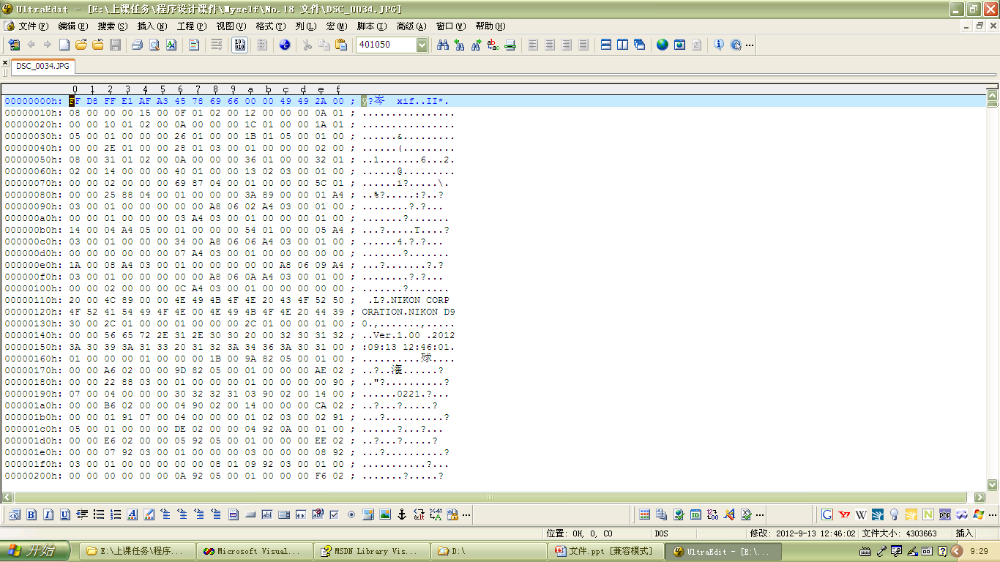 UltraEdit - [E:\上课任务\程序设计课件\Myself\No.18 文件\DSC_0034.JPG]
文件(F) 编辑(E) 搜索(S) 插入(N) 工程(P) 视图(V) 格式(T) 列(L) 宏(M) 脚本(I) 高级(A) 窗口(W) 帮助(H)
401050
DSC_0034.JPG
0 1 2 3 4 5 6 7 8 9 a b c d e f
00000000h: FF D8 FF E1 AF A3 45 78 69 66 00 00 49 49 2A 00 ; ÿ?岑  xif..II*.
00000010h: 08 00 00 00 15 00 0F 01 02 00 12 00 00 00 0A 01 ; ................
00000020h: 00 00 10 01 02 00 0A 00 00 00 1C 01 00 00 1A 01 ; ................
00000030h: 05 00 01 00 00 00 26 01 00 00 1B 01 05 00 01 00 ; ......&.........
00000040h: 00 00 2E 01 00 00 28 01 03 00 01 00 00 00 02 00 ; ......(.........
00000050h: 08 00 31 01 02 00 0A 00 00 00 36 01 00 00 32 01 ; ..1.......6...2.
00000060h: 02 00 14 00 00 00 40 01 00 00 13 02 03 00 01 00 ; ......@.........
00000070h: 00 00 02 00 00 00 69 87 04 00 01 00 00 00 5C 01 ; ......i?.....\.
00000080h: 00 00 25 88 04 00 01 00 00 00 3A 89 00 00 01 A4 ; ..%?.....:?..?
00000090h: 03 00 01 00 00 00 00 00 A8 06 02 A4 03 00 01 00 ; ........?.?...
000000a0h: 00 00 01 00 00 00 03 A4 03 00 01 00 00 00 01 00 ; .......?.......
000000b0h: 14 00 04 A4 05 00 01 00 00 00 54 01 00 00 05 A4 ; ...?.....T....?
000000c0h: 03 00 01 00 00 00 34 00 A8 06 06 A4 03 00 01 00 ; ......4.?.?...
000000d0h: 00 00 00 00 00 00 07 A4 03 00 01 00 00 00 00 00 ; .......?.......
000000e0h: 1A 00 08 A4 03 00 01 00 00 00 00 00 A8 06 09 A4 ; ...?.......?.?
000000f0h: 03 00 01 00 00 00 00 00 A8 06 0A A4 03 00 01 00 ; ........?.?...
00000100h: 00 00 02 00 00 00 0C A4 03 00 01 00 00 00 00 00 ; .......?.......
00000110h: 20 00 4C 89 00 00 4E 49 4B 4F 4E 20 43 4F 52 50 ;  .L?.NIKON CORP
00000120h: 4F 52 41 54 49 4F 4E 00 4E 49 4B 4F 4E 20 44 39 ; ORATION.NIKON D9
00000130h: 30 00 2C 01 00 00 01 00 00 00 2C 01 00 00 01 00 ; 0.,.......,.....
00000140h: 00 00 56 65 72 2E 31 2E 30 30 20 00 32 30 31 32 ; ..Ver.1.00 .2012
00000150h: 3A 30 39 3A 31 33 20 31 32 3A 34 36 3A 30 31 00 ; :09:13 12:46:01.
00000160h: 01 00 00 00 01 00 00 00 1B 00 9A 82 05 00 01 00 ; ..........殏....
00000170h: 00 00 A6 02 00 00 9D 82 05 00 01 00 00 00 AE 02 ; ..?..潅......?
00000180h: 00 00 22 88 03 00 01 00 00 00 01 00 00 00 00 90 ; .."?..........?
00000190h: 07 00 04 00 00 00 30 32 32 31 03 90 02 00 14 00 ; ......0221.?...
000001a0h: 00 00 B6 02 00 00 04 90 02 00 14 00 00 00 CA 02 ; ..?...?.....?
000001b0h: 00 00 01 91 07 00 04 00 00 00 01 02 03 00 02 91 ; ...?..........?
000001c0h: 05 00 01 00 00 00 DE 02 00 00 04 92 0A 00 01 00 ; ......?...?...
000001d0h: 00 00 E6 02 00 00 05 92 05 00 01 00 00 00 EE 02 ; ..?...?.....?
000001e0h: 00 00 07 92 03 00 01 00 00 00 03 00 00 00 08 92 ; ...?..........?
000001f0h: 03 00 01 00 00 00 00 00 08 01 09 92 03 00 01 00 ; ...........?...
00000200h: 00 00 00 00 00 00 0A 92 05 00 01 00 00 00 F6 02 ; .......?.....?
位置: 0H, 0, C0 DOS 修改: 2012-9-13 12:46:02 文件大小: 4303663 插入
开始 E:\上课任务\程序... Microsoft Visual... MSDN Library Vis... D:\ 文件.ppt [兼容模式] UltraEdit - [E:\... 9:29